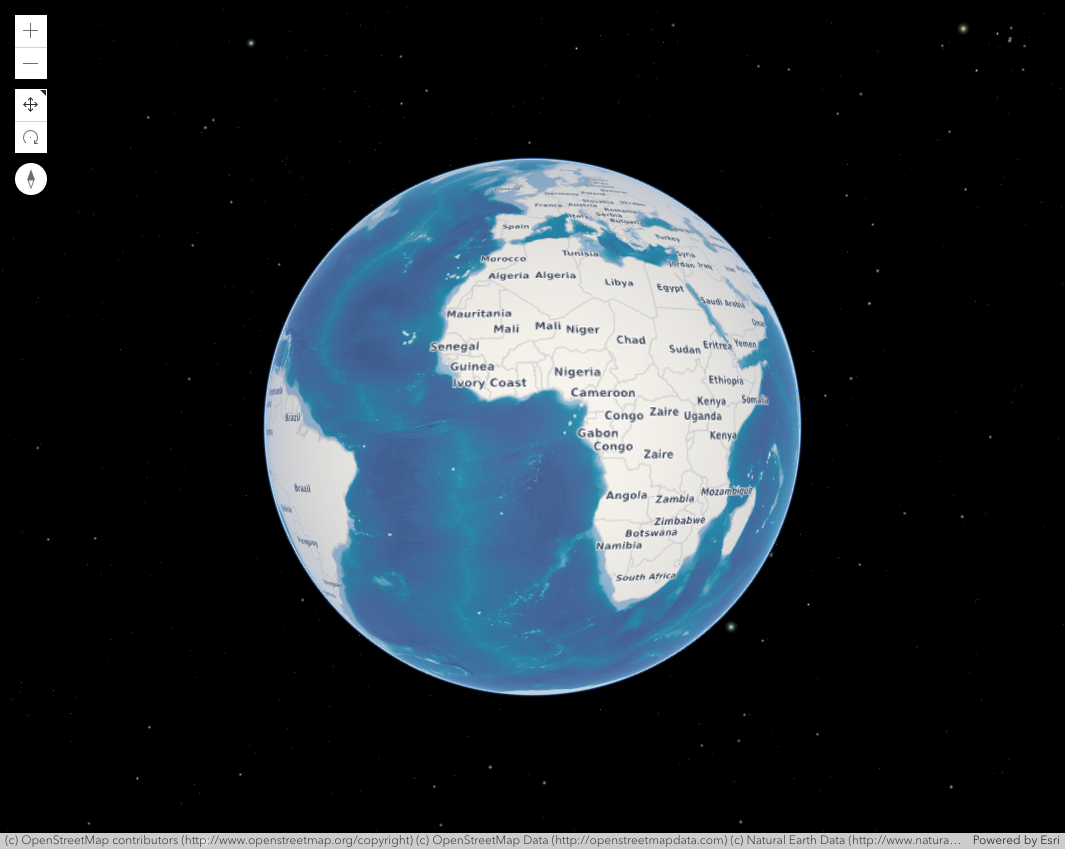 Germany Poland
Slovakia Ukraine
France Austria
Romania
Italy Serbia
Bulgaria
Spain
Turkey
Tunisia
Syria
Morocco
Jordan Iraq
Algeria Algeria
Libya
Egypt
Saudi Arabia
Mauritania
Oman
Mali Mali Niger
Chad
Senegal
Sudan Eritrea Yemen
Guinea
Nigeria
Ivory Coast
Ethiopia
Cameroon
Kenya Somalia
Congo Zaire Uganda
Brazil
Gabon
Kenya
Congo
Zaire
Brazil
Angola Zambia Mozambique
Zimbabwe
Botswana
Namibia
Paraguay
South Africa
(c) OpenStreetMap contributors (http://www.openstreetmap.org/copyright) (c) OpenStreetMap Data (http://openstreetmapdata.com) (c) Natural Earth Data (http://www.natura... Powered by Esri